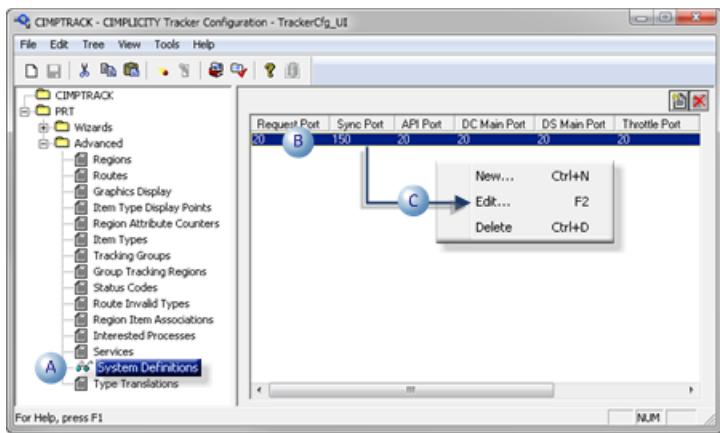 CIMPTRACK - CIMPLICITY Tracker Configuration - TrackerCfg_UI
File Edit Tree View Tools Help
CIMPTRACK
PRT
Wizards
Advanced
Regions
Routes
Graphics Display
Item Type Display Points
Region Attribute Counters
Item Types
Tracking Groups
Group Tracking Regions
Status Codes
Route Invalid Types
Region Item Associations
Interested Processes
Services
A System Definitions
Type Translations
Request Port Sync Port API Port DC Main Port DS Main Port Throttle Port
20 150 20 20 20 20
B
New... Ctrl+N
C Edit... F2
Delete Ctrl+D
For Help, press F1 NUM